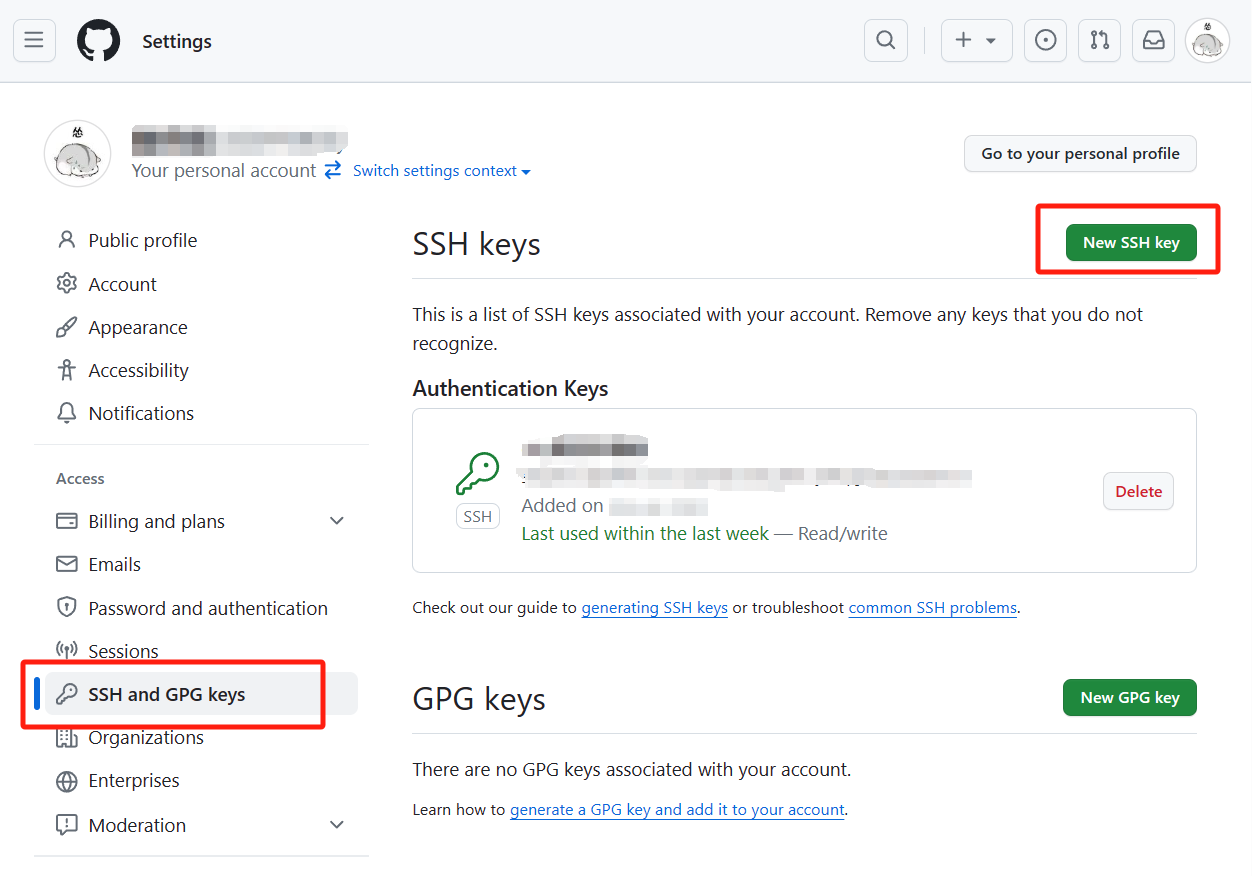 Settings
怂
怂
Your personal account
Switch settings context
Go to your personal profile
Public profile
Account
Appearance
Accessibility
Notifications
Access
Billing and plans
Emails
Password and authentication
Sessions
SSH and GPG keys
Organizations
Enterprises
Moderation
SSH keys
New SSH key
This is a list of SSH keys associated with your account. Remove any keys that you do not
recognize.
Authentication Keys
SSH
Added on
Last used within the last week — Read/write
Delete
Check out our guide to generating SSH keys or troubleshoot common SSH problems.
GPG keys
New GPG key
There are no GPG keys associated with your account.
Learn how to generate a GPG key and add it to your account.